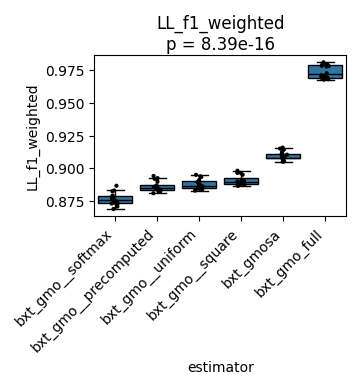 LL_f1_weighted
p = 8.39e-16
LL_f1_weighted
0.975
0.950
0.925
0.900
0.875
bxt_gmo__softmax
bxt_gmo__precomputed
bxt_gmo__uniform
bxt_gmo__square
bxt_gmosa
bxt_gmo_full
estimator